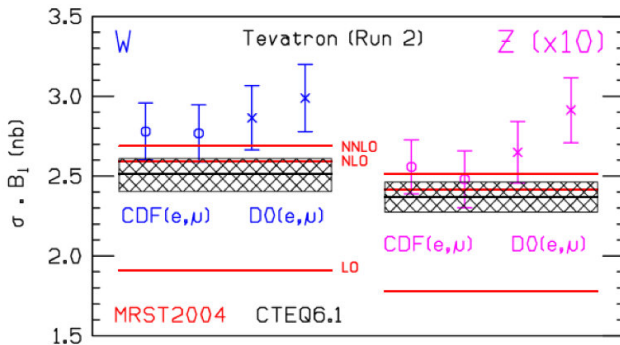 W Tevatron (Run 2) Z (x10)
3.5
3.0
2.5
2.0
1.5
σ · Bl (nb)
NNLO
NLO
CDF(e,μ) D0(e,μ)
CDF(e,μ) D0(e,μ)
LO
MRST2004 CTEQ6.1